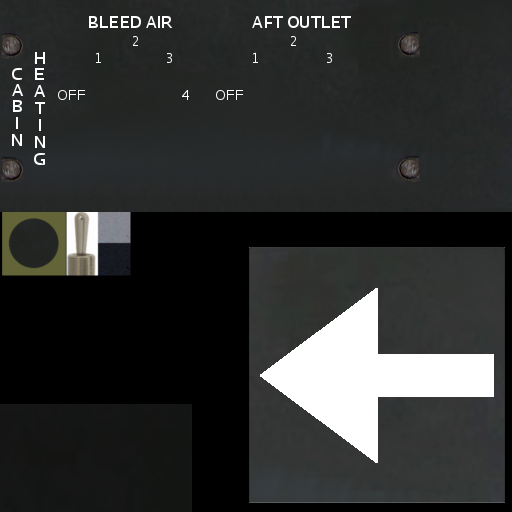 CABIN
HEATING
BLEED AIR
OFF 1 2 3 4
AFT OUTLET
OFF 1 2 3